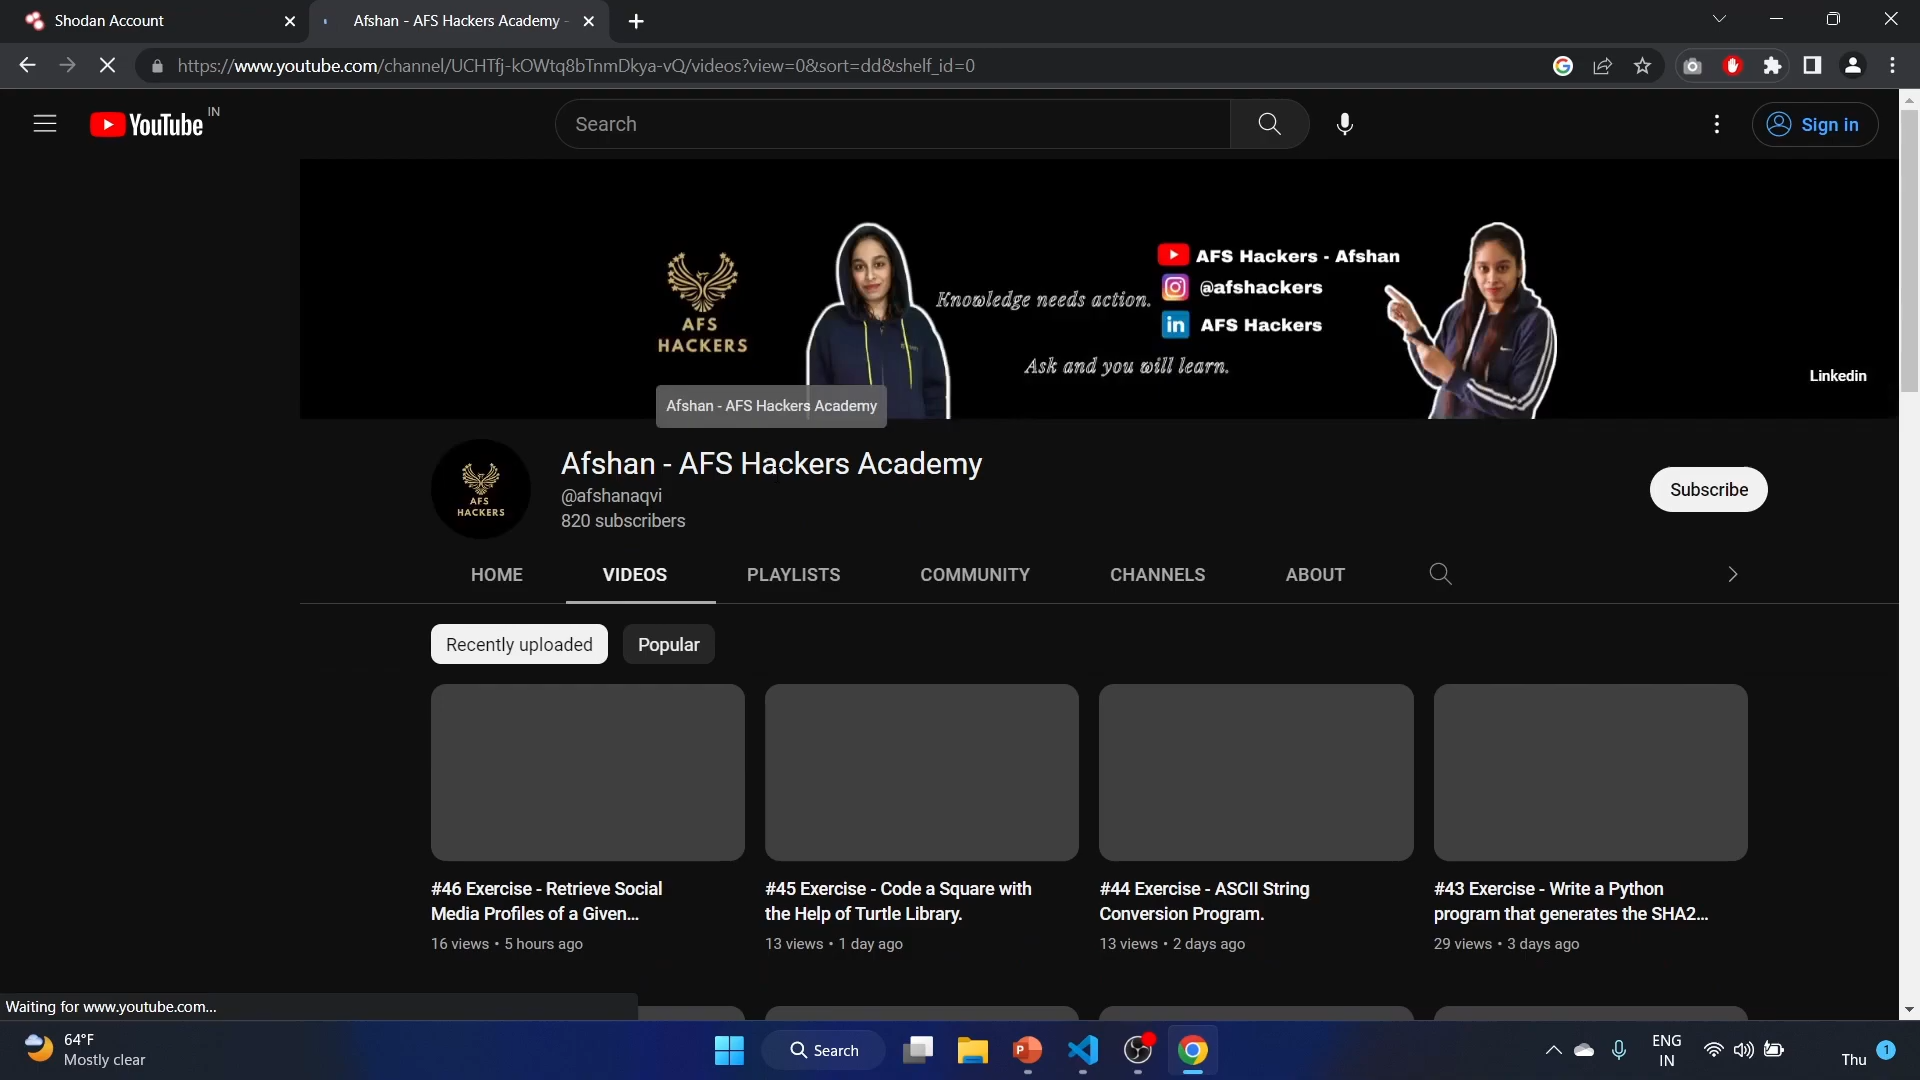 Shodan Account
Afshan - AFS Hackers Academy -
https://www.youtube.com/channel/UCHTfj-kOWtq8bTnmDkya-vQ/videos?view=0&sort=dd&shelf_id=0
YouTube IN
Search
Sign in
AFS
HACKERS
Knowledge needs action.
Ask and you will learn.
AFS Hackers - Afshan
@afshackers
in AFS Hackers
Linkedin
Afshan - AFS Hackers Academy
AFS
HACKERS
Afshan - AFS Hackers Academy
@afshanaqvi
820 subscribers
Subscribe
HOME VIDEOS PLAYLISTS COMMUNITY CHANNELS ABOUT
Recently uploaded Popular
#46 Exercise - Retrieve Social
Media Profiles of a Given...
16 views • 5 hours ago
#45 Exercise - Code a Square with
the Help of Turtle Library.
13 views • 1 day ago
#44 Exercise - ASCII String
Conversion Program.
13 views • 2 days ago
#43 Exercise - Write a Python
program that generates the SHA2...
29 views • 3 days ago
Waiting for www.youtube.com...
64°F
Mostly clear
Search
ENG
IN
Thu
1